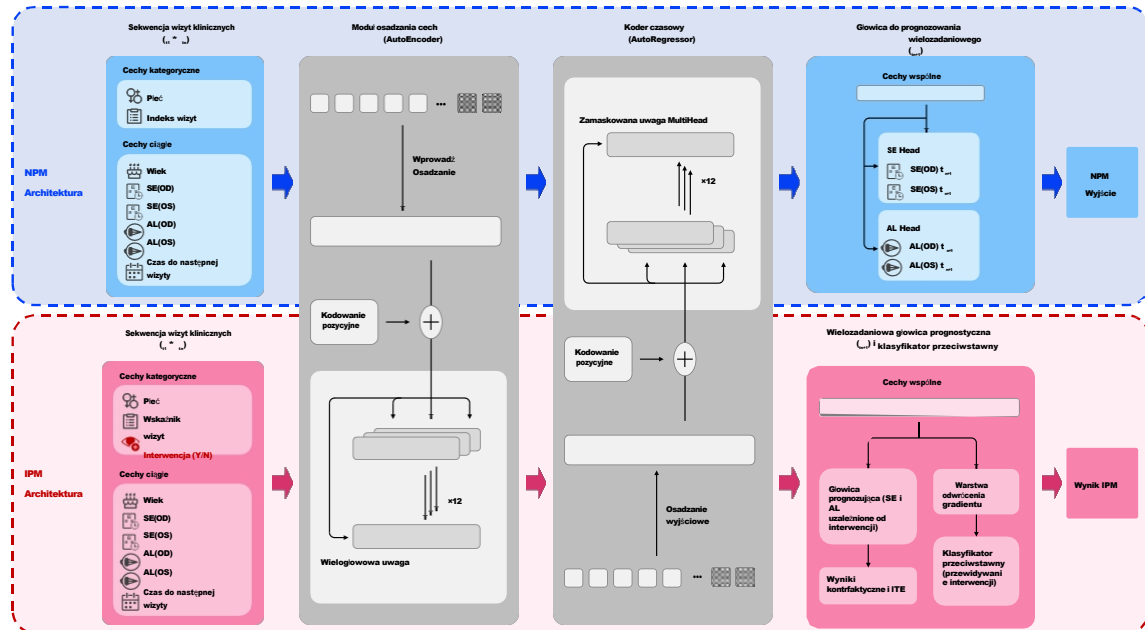 Sekwencja wizyt klinicznych
Moduł osadzania cech
(AutoEncoder)
Koder czasowy
(AutoRegressor)
Głowica do prognozowania
wielozadaniowego
NPM
Architektura
Cechy kategoryczne
Płeć
Indeks wizyt
Cechy ciągłe
Wiek
SE(OD)
SE(OS)
AL(OD)
AL(OS)
Czas do następnej
wizyty
...
Wprowadź
Osadzanie
Kodowanie
pozycyjne
+
Zamaskowana uwaga MultiHead
×12
Cechy wspólne
SE Head
SE(OD) t
SE(OS) t
AL Head
AL(OD) t
AL(OS) t
NPM
Wyjście
IPM
Architektura
Sekwencja wizyt klinicznych
Cechy kategoryczne
Płeć
Wskaźnik
wizyt
Interwencja (Y/N)
Cechy ciągłe
Wiek
SE(OD)
SE(OS)
AL(OD)
AL(OS)
Czas do następnej
wizyty
×12
Wielogłowowa uwaga
Kodowanie
pozycyjne
+
Osadzanie
wyjściowe
...
Wielozadaniowa głowica prognostyczna
i klasyfikator przeciwstawny
Cechy wspólne
Głowica
prognozująca (SE i
AL
uzależnione od
interwencji)
Wyniki
kontrfaktyczne i ITE
Warstwa
odwrócenia
gradientu
Klasyfikator
przeciwstawny
(przewidywani
e interwencji)
Wynik IPM